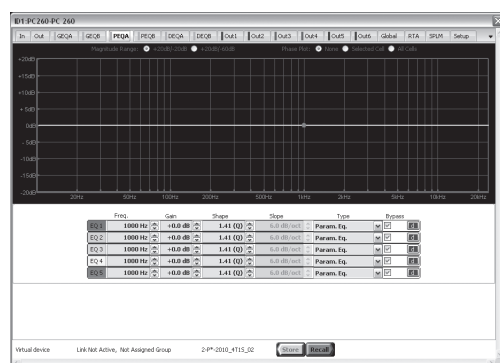 ID1:PC260-PC 260
In Out GEQA GEQB PEQA PEQB DEQA DEQB Out1 Out2 Out3 Out4 Out5 Out6 Global RTA SPLM Setup
Magnitude Range: +20dB/-20dB +20dB/-60dB Phase Plot: None Selected Cell All Cells
+20dB
+15dB
+10dB
+ 5dB
0dB
- 5dB
-10dB
-15dB
-20dB
20Hz 50Hz 100Hz 200Hz 500Hz 1kHz 2kHz 5kHz 10kHz 20kHz
Freq. Gain Shape Slope Type Bypass
EQ 1 1000 Hz +0.0 dB 1.41 (Q) 6.0 dB/oct Param. Eq.
EQ 2 1000 Hz +0.0 dB 1.41 (Q) 6.0 dB/oct Param. Eq.
EQ 3 1000 Hz +0.0 dB 1.41 (Q) 6.0 dB/oct Param. Eq.
EQ 4 1000 Hz +0.0 dB 1.41 (Q) 6.0 dB/oct Param. Eq.
EQ 5 1000 Hz +0.0 dB 1.41 (Q) 6.0 dB/oct Param. Eq.
Virtual device Link Not Active, Not Assigned Group 2-P*-2010_4715_02 Store Recall